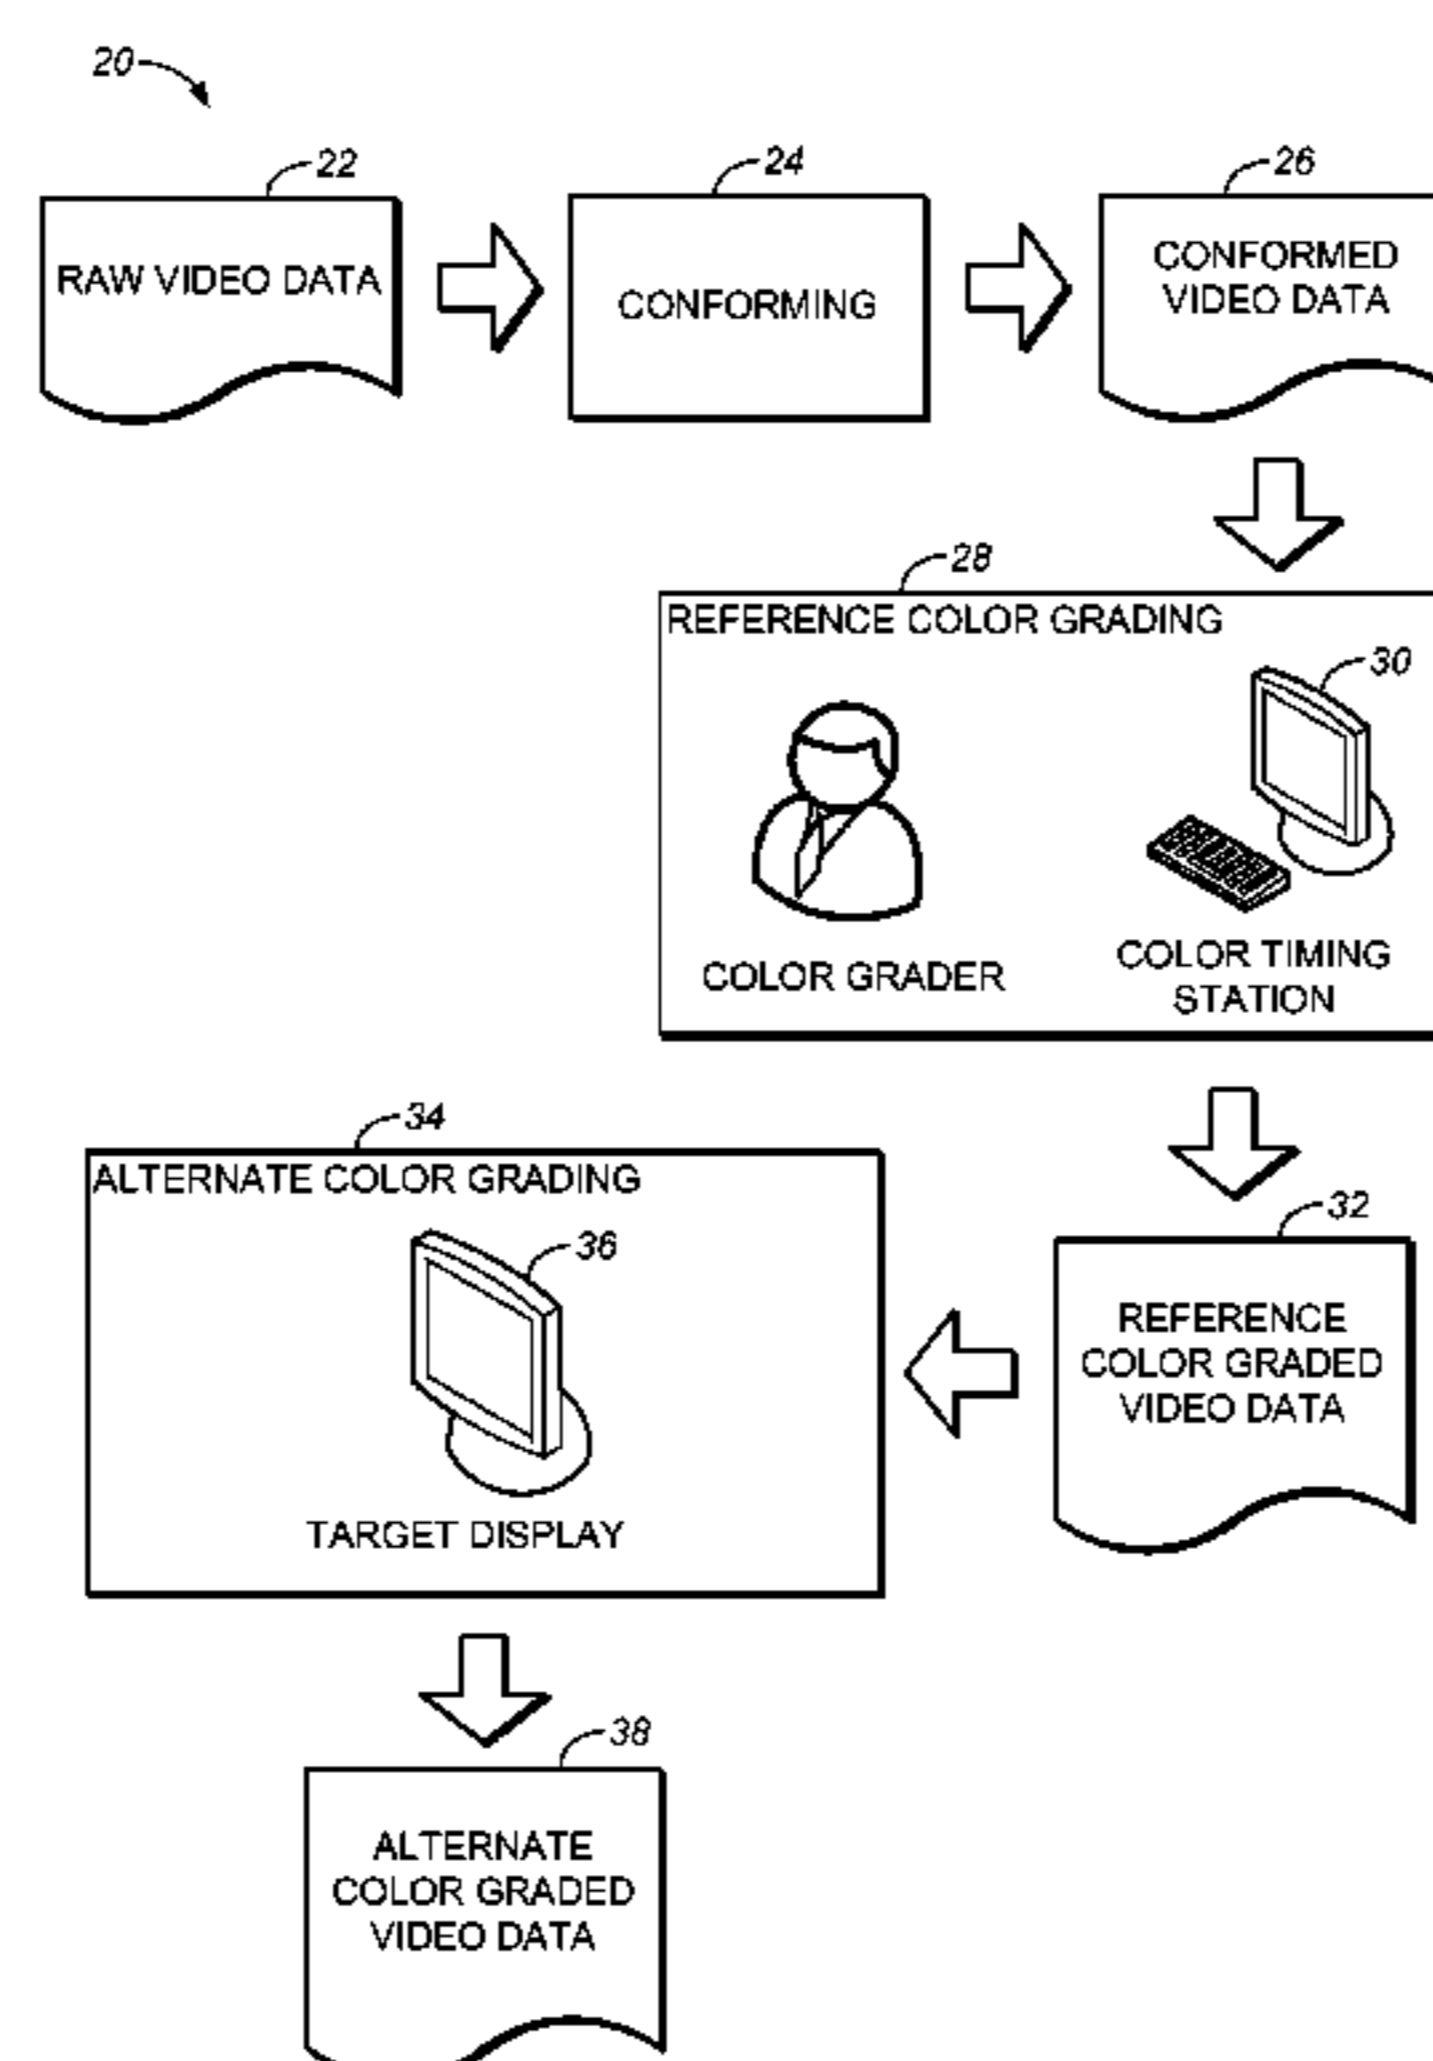 20
22
24
26
RAW VIDEO DATA
CONFORMING
CONFORMED
VIDEO DATA
28
REFERENCE COLOR GRADING
30
COLOR GRADER
COLOR TIMING
STATION
34
ALTERNATE COLOR GRADING
36
TARGET DISPLAY
32
REFERENCE
COLOR GRADED
VIDEO DATA
38
ALTERNATE
COLOR GRADED
VIDEO DATA